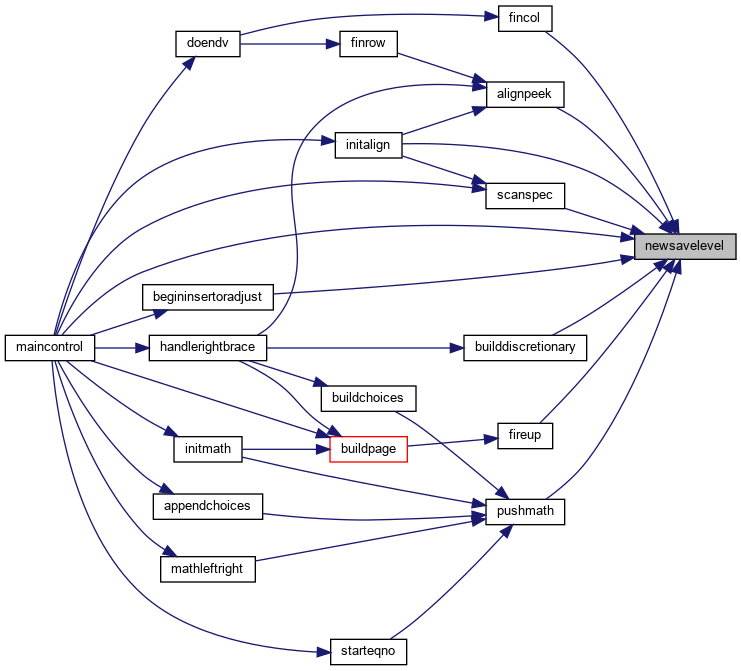 fincol
doendv
finrow
alignpeek
initalign
scanspec
newsavelevel
begininsertoradjust
maincontrol
handlerightbrace
builddiscretionary
buildchoices
fireup
initmath
buildpage
appendchoices
pushmath
mathleftright
starteqno